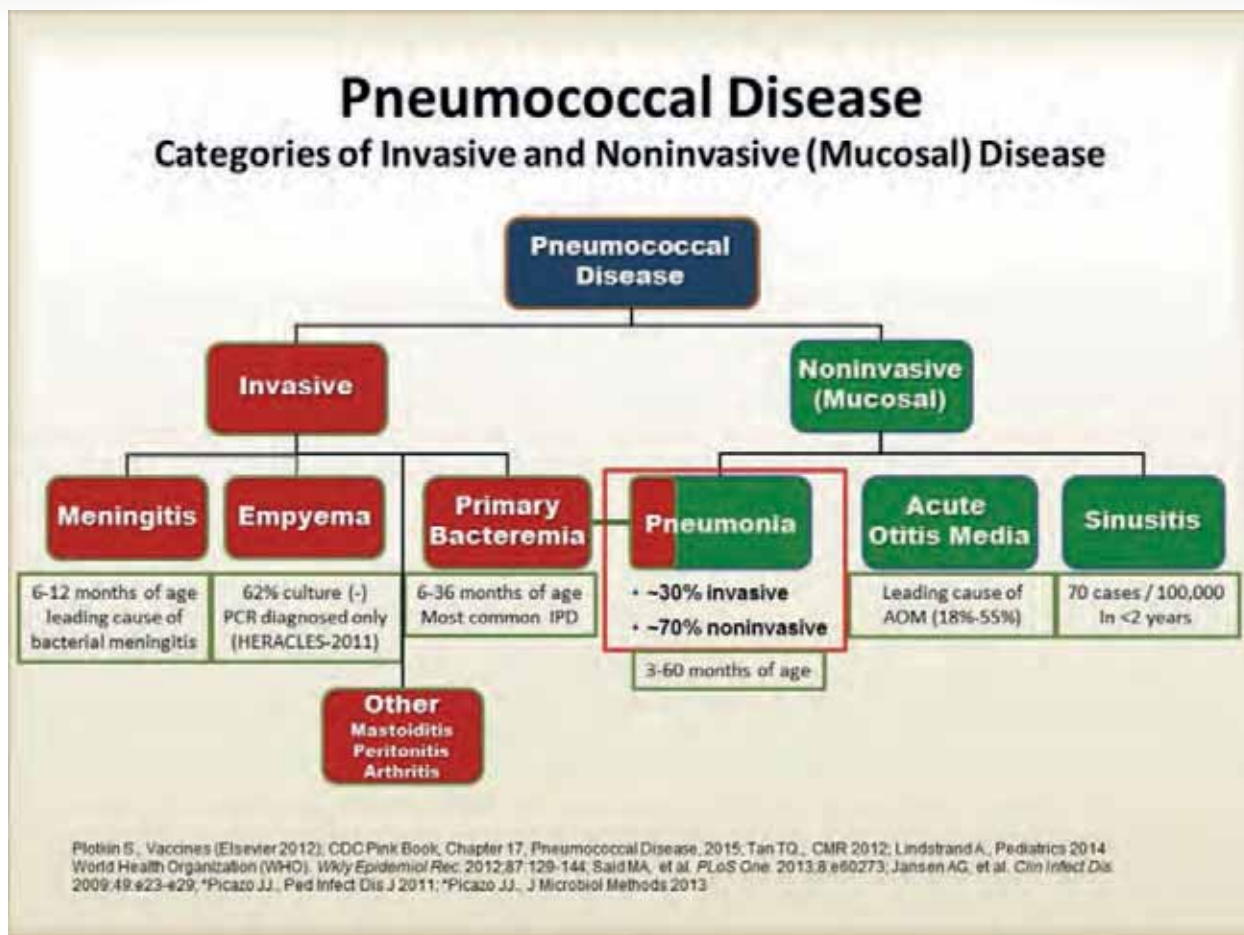 Pneumococcal Disease
Categories of Invasive and Noninvasive (Mucosal) Disease
Pneumococcal
Disease
Invasive
Noninvasive
(Mucosal)
Meningitis
6-12 months of age
leading cause of
bacterial meningitis
Empyema
62% culture (-)
PCR diagnosed only
(HERACLES-2011)
Primary
Bacteremia
6-36 months of age
Most common IPD
Pneumonia
• ~30% invasive
• ~70% noninvasive
3-60 months of age
Acute
Otitis Media
Leading cause of
AOM (18%-55%)
Sinusitis
70 cases / 100,000
In <2 years
Other
Mastoiditis
Peritonitis
Arthritis
Plotkin S., Vaccines (Elsevier 2012); CDC Pink Book, Chapter 17, Pneumococcal Disease, 2015; Tan TQ., CMR 2012; Lindstrand A., Pediatrics 2014
World Health Organization (WHO). Wkly Epidemiol Rec. 2012;87:129-144; Said MA, et al. PLoS One. 2013;8:e60273; Jansen AG, et al. Clin Infect Dis.
2009;49:e23-e29; *Picazo JJ., Ped Infect Dis J 2011; *Picazo JJ., J Microbiol Methods 2013